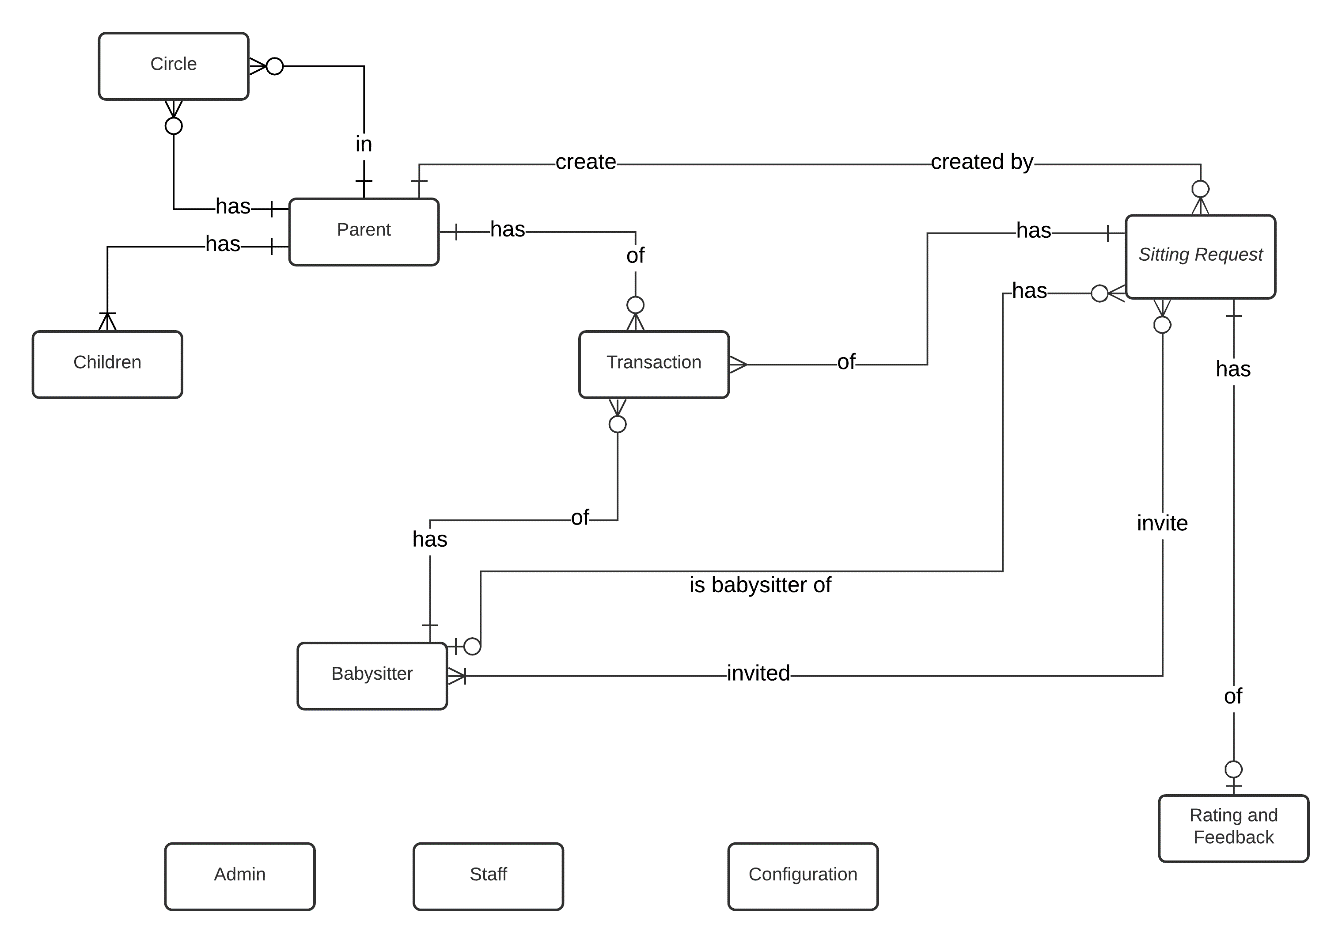 Circle
in
create
created by
has
Parent
has
has
of
has
Sitting Request
has
Children
Transaction
of
has
invite
of
has
is babysitter of
Babysitter
invited
of
Rating and
Feedback
Admin
Staff
Configuration